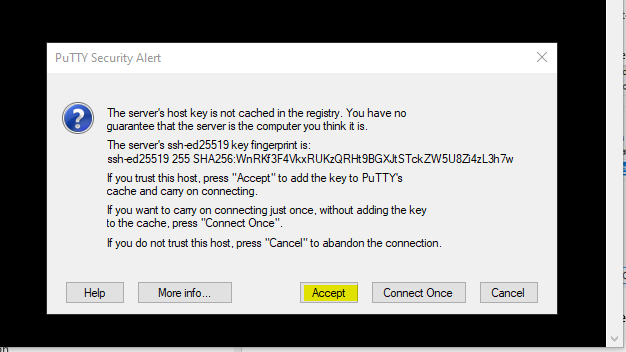 PuTTY Security Alert
The server's host key is not cached in the registry. You have no
guarantee that the server is the computer you think it is.
The server's ssh-ed25519 key fingerprint is:
ssh-ed25519 255 SHA256:WnRKf3F4VkxRUKzQRHt9BGXJtSTckZW5U8Zi4zL3h7w
If you trust this host, press "Accept" to add the key to PuTTY's
cache and carry on connecting.
If you want to carry on connecting just once, without adding the key
to the cache, press "Connect Once".
If you do not trust this host, press "Cancel" to abandon the connection.
Help
More info...
Accept
Connect Once
Cancel